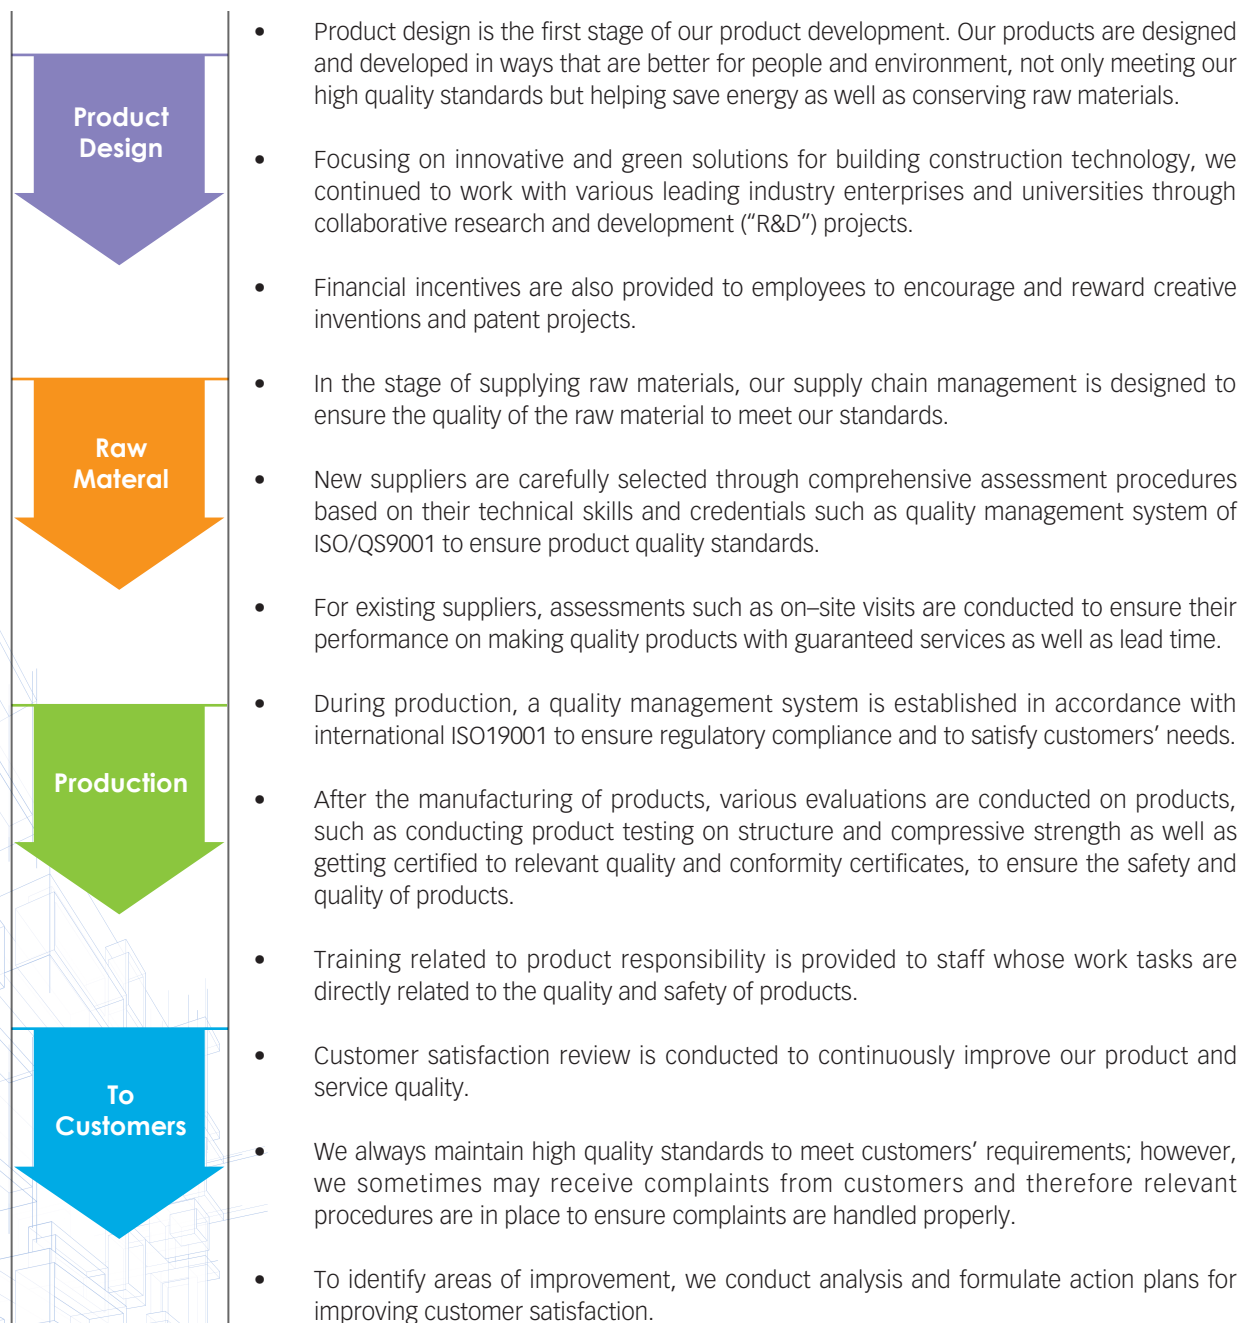 Product
Design
• Product design is the first stage of our product development. Our products are designed
and developed in ways that are better for people and environment, not only meeting our
high quality standards but helping save energy as well as conserving raw materials.
• Focusing on innovative and green solutions for building construction technology, we
continued to work with various leading industry enterprises and universities through
collaborative research and development (“R&D”) projects.
• Financial incentives are also provided to employees to encourage and reward creative
inventions and patent projects.
Raw
Materal
• In the stage of supplying raw materials, our supply chain management is designed to
ensure the quality of the raw material to meet our standards.
• New suppliers are carefully selected through comprehensive assessment procedures
based on their technical skills and credentials such as quality management system of
ISO/QS9001 to ensure product quality standards.
• For existing suppliers, assessments such as on–site visits are conducted to ensure their
performance on making quality products with guaranteed services as well as lead time.
Production
• During production, a quality management system is established in accordance with
international ISO19001 to ensure regulatory compliance and to satisfy customers’ needs.
• After the manufacturing of products, various evaluations are conducted on products,
such as conducting product testing on structure and compressive strength as well as
getting certified to relevant quality and conformity certificates, to ensure the safety and
quality of products.
• Training related to product responsibility is provided to staff whose work tasks are
directly related to the quality and safety of products.
To
Customers
• Customer satisfaction review is conducted to continuously improve our product and
service quality.
• We always maintain high quality standards to meet customers’ requirements; however,
we sometimes may receive complaints from customers and therefore relevant
procedures are in place to ensure complaints are handled properly.
• To identify areas of improvement, we conduct analysis and formulate action plans for
improving customer satisfaction.